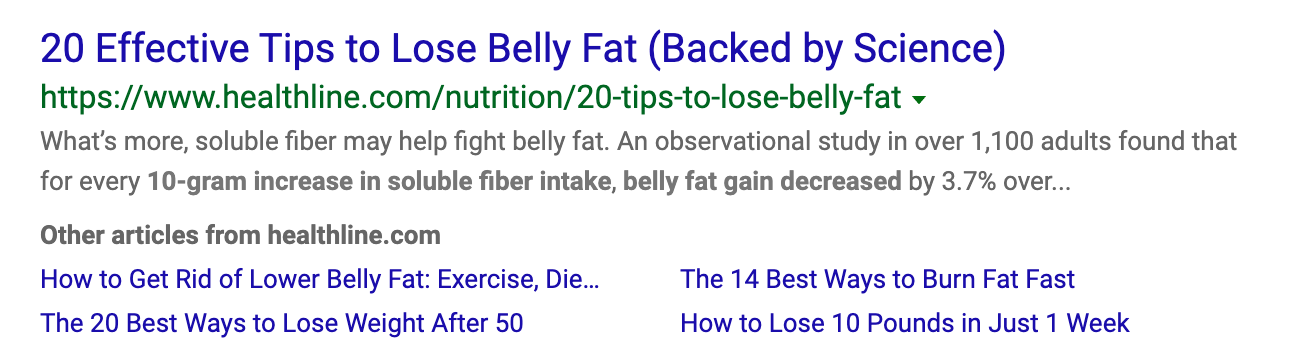 20 Effective Tips to Lose Belly Fat (Backed by Science)
https://www.healthline.com/nutrition/20-tips-to-lose-belly-fat
What’s more, soluble fiber may help fight belly fat. An observational study in over 1,100 adults found that
for every 10-gram increase in soluble fiber intake, belly fat gain decreased by 3.7% over...
Other articles from healthline.com
How to Get Rid of Lower Belly Fat: Exercise, Die...
The 14 Best Ways to Burn Fat Fast
The 20 Best Ways to Lose Weight After 50
How to Lose 10 Pounds in Just 1 Week